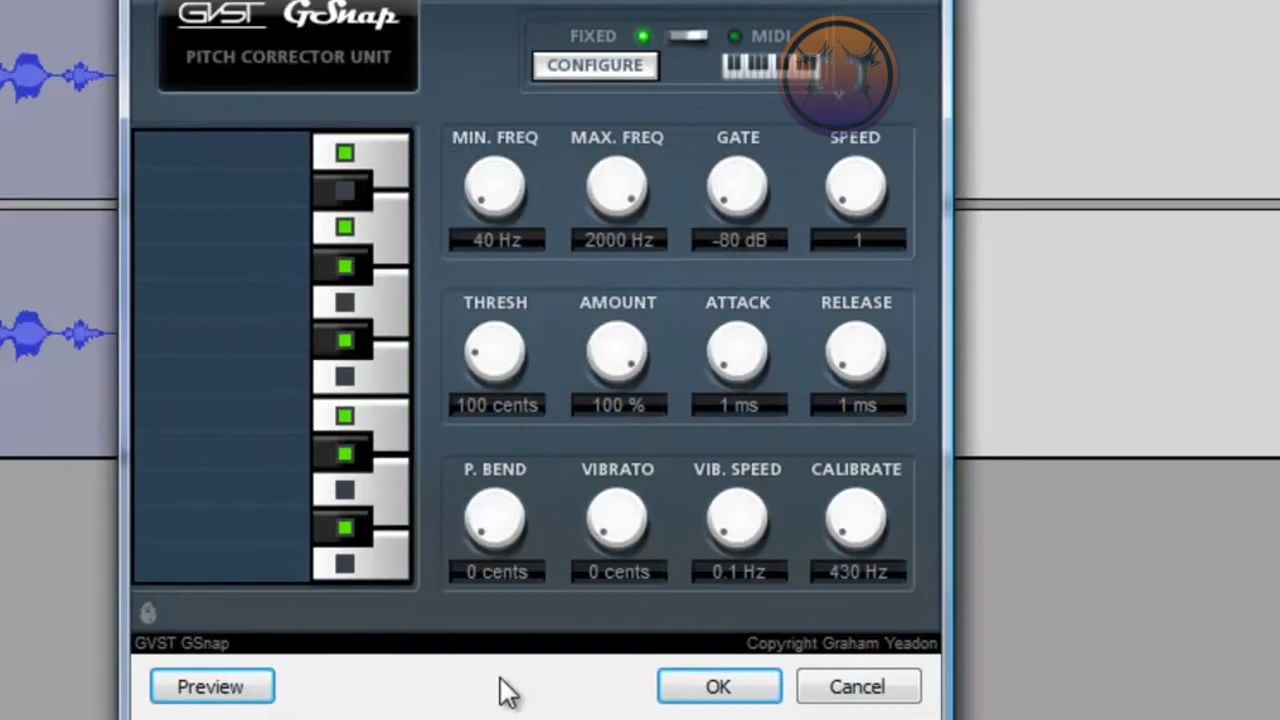 GVST GSnap
PITCH CORRECTOR UNIT
FIXED MIDI
CONFIGURE
MIN. FREQ MAX. FREQ GATE SPEED
40 Hz 2000 Hz -80 dB 1
THRESH AMOUNT ATTACK RELEASE
100 cents 100 % 1 ms 1 ms
P. BEND VIBRATO VIB. SPEED CALIBRATE
0 cents 0 cents 0.1 Hz 430 Hz
GVST GSnap Copyright Graham Yeadon
Preview OK Cancel